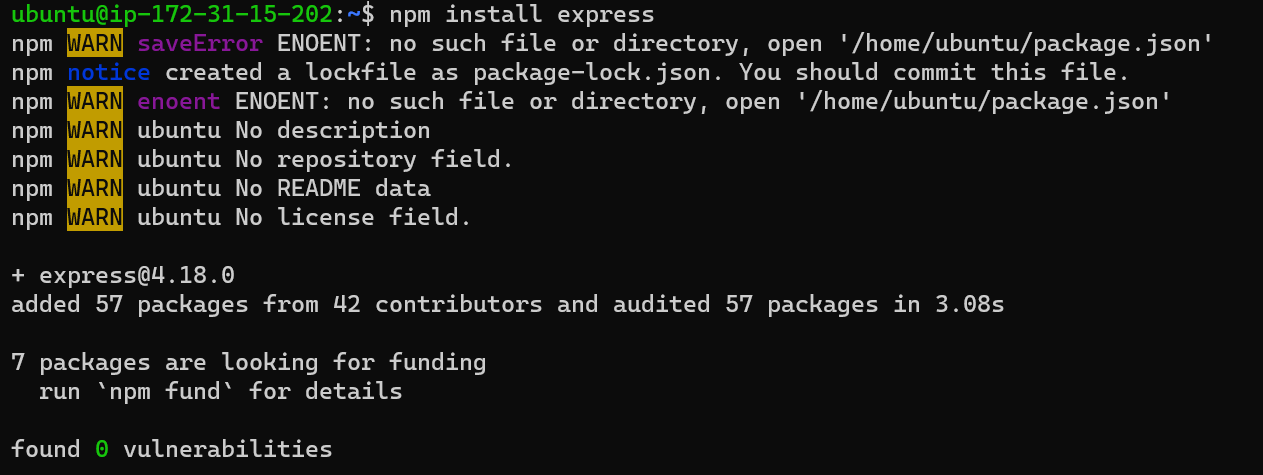 ubuntu@ip-172-31-15-202:~$ npm install express
npm WARN saveError ENOENT: no such file or directory, open '/home/ubuntu/package.json'
npm notice created a lockfile as package-lock.json. You should commit this file.
npm WARN enoent ENOENT: no such file or directory, open '/home/ubuntu/package.json'
npm WARN ubuntu No description
npm WARN ubuntu No repository field.
npm WARN ubuntu No README data
npm WARN ubuntu No license field.
+ express@4.18.0
added 57 packages from 42 contributors and audited 57 packages in 3.08s
7 packages are looking for funding
run `npm fund` for details
found 0 vulnerabilities